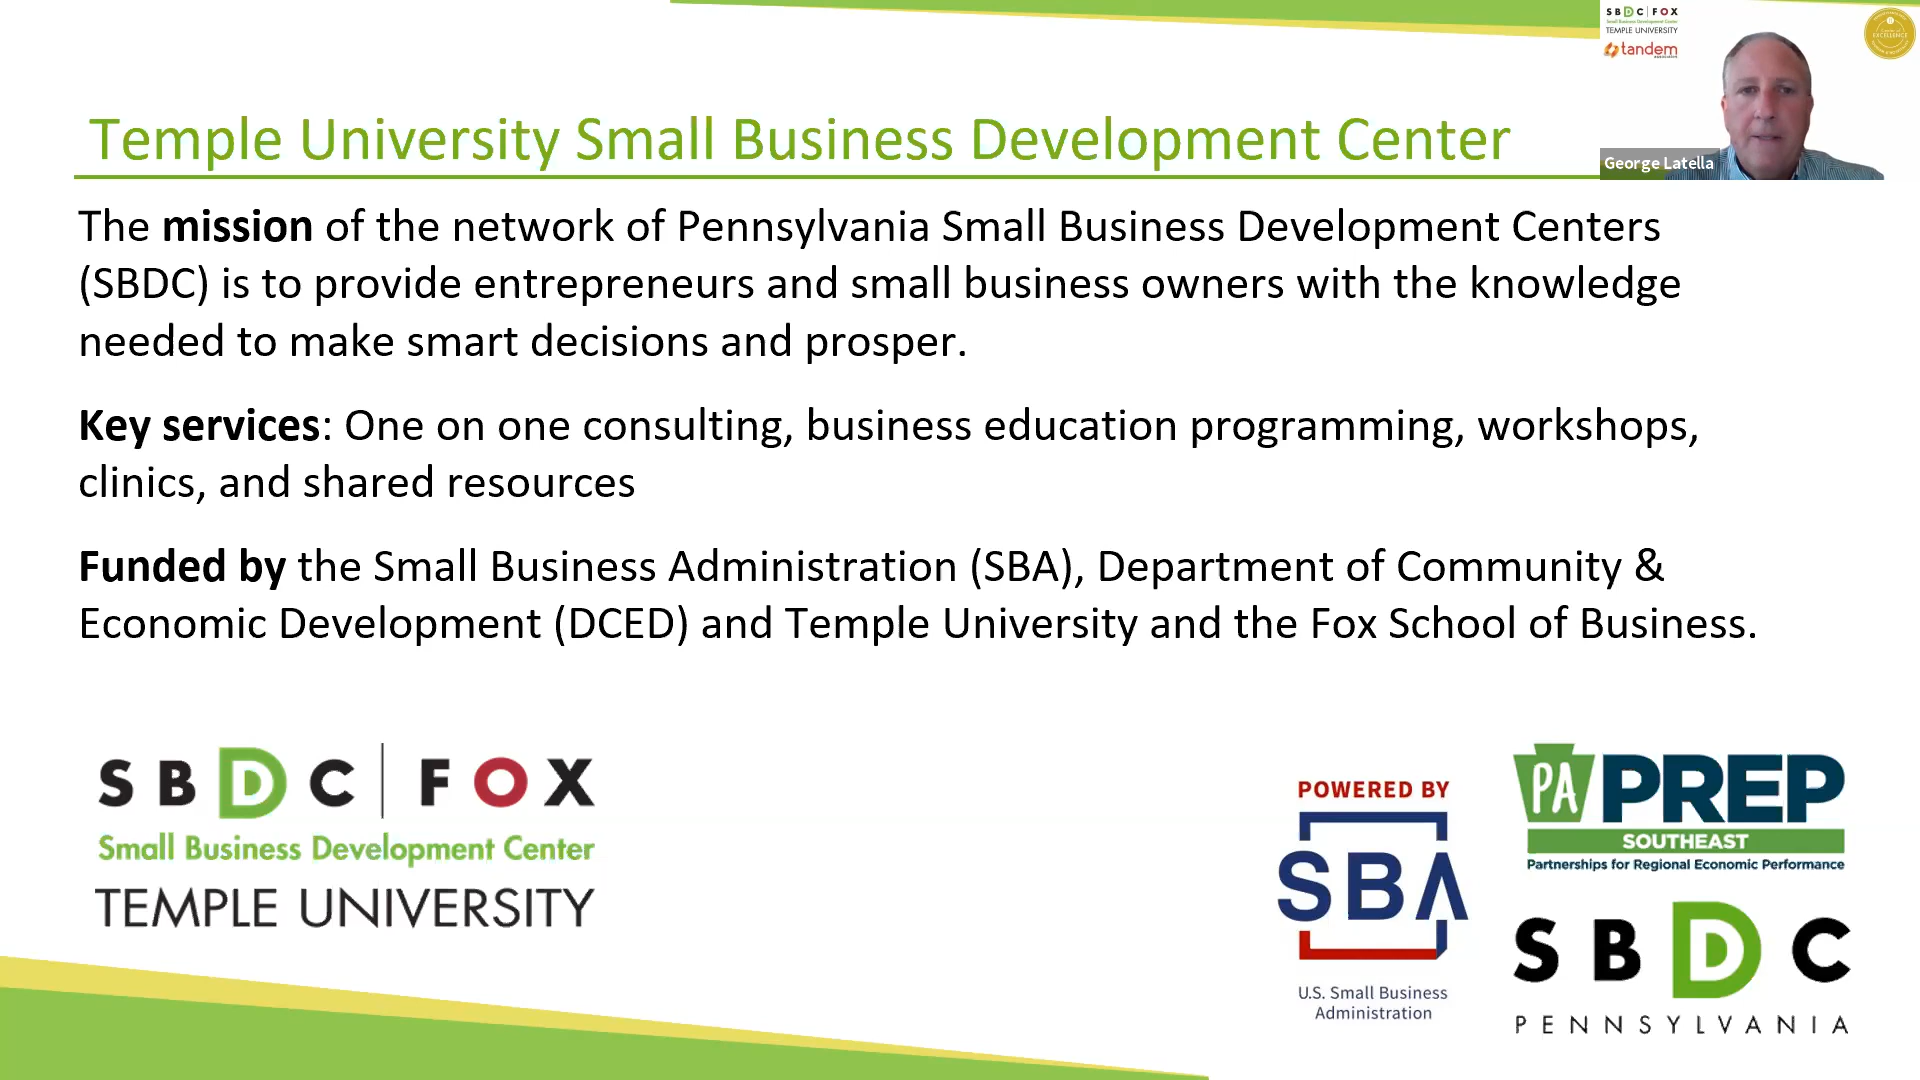 SBDC | FOX
Small Business Development Center
TEMPLE UNIVERSITY
tandem
EXCELLENCE
George Latella
Temple University Small Business Development Center
The mission of the network of Pennsylvania Small Business Development Centers
(SBDC) is to provide entrepreneurs and small business owners with the knowledge
needed to make smart decisions and prosper.
Key services: One on one consulting, business education programming, workshops,
clinics, and shared resources
Funded by the Small Business Administration (SBA), Department of Community &
Economic Development (DCED) and Temple University and the Fox School of Business.
SBDC | FOX
Small Business Development Center
TEMPLE UNIVERSITY
POWERED BY
SBA
U.S. Small Business
Administration
PA PREP
SOUTHEAST
Partnerships for Regional Economic Performance
SBDC
PENNSYLVANIA